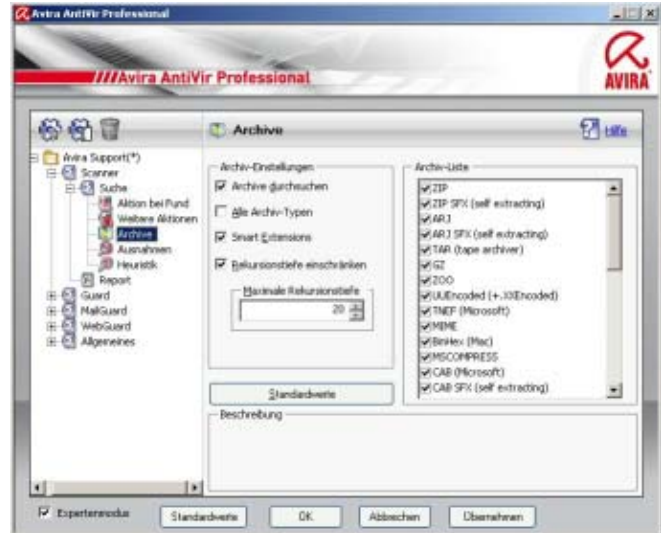 Avira AntiVir Professional
Avira AntiVir Professional
AVIRA
Archive
Hilfe
Avira Support(*)
Scanner
Suche
Aktion bei Fund
Weitere Aktionen
Archive
Ausnahmen
Heuristik
Report
Guard
MailGuard
WebGuard
Allgemeines
Archiv-Einstellungen
Archive durchsuchen
Alle Archiv-Typen
Smart Extensions
Rekursionstiefe einschränken
Maximale Rekursionstiefe
20
Standardwerte
Archiv-Liste
ZIP
ZIP SFX (self extracting)
ARJ
ARJ SFX (self extracting)
TAR (tape archiver)
GZ
ZOO
UUEncoded (+.XXEncoded)
TNEF (Microsoft)
MIME
BinHex (Mac)
MSCOMPRESS
CAB (Microsoft)
CAB SFX (self extracting)
Beschreibung
Expertenmodus
Standardwerte
OK
Abbrechen
Übernehmen